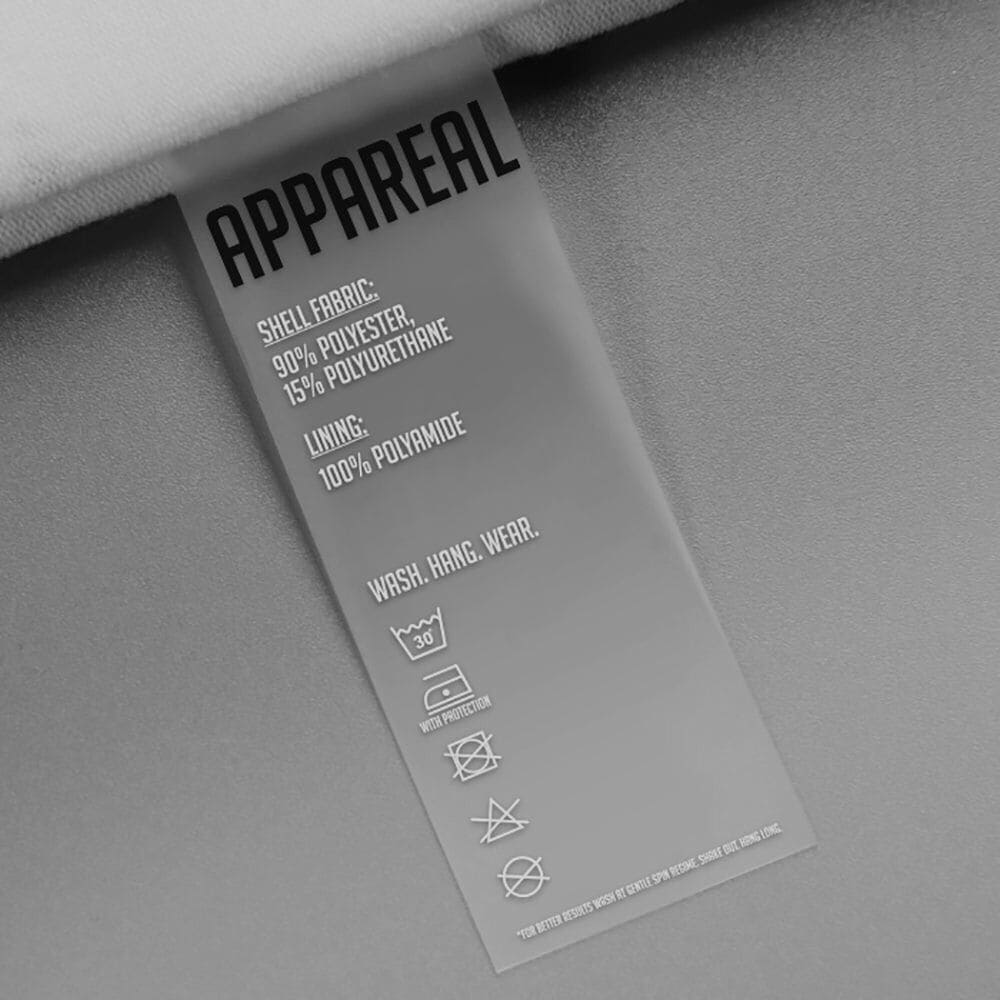 APPAREAL
SHELL FABRIC:
90% POLYESTER,
15% POLYURETHANE
LINING:
100% POLYAMIDE
WASH. HANG. WEAR.
30°
WITH PROTECTION
*FOR BETTER RESULTS WASH AT GENTLE SPIN REGIME. SHAKE OUT. HANG LONG.